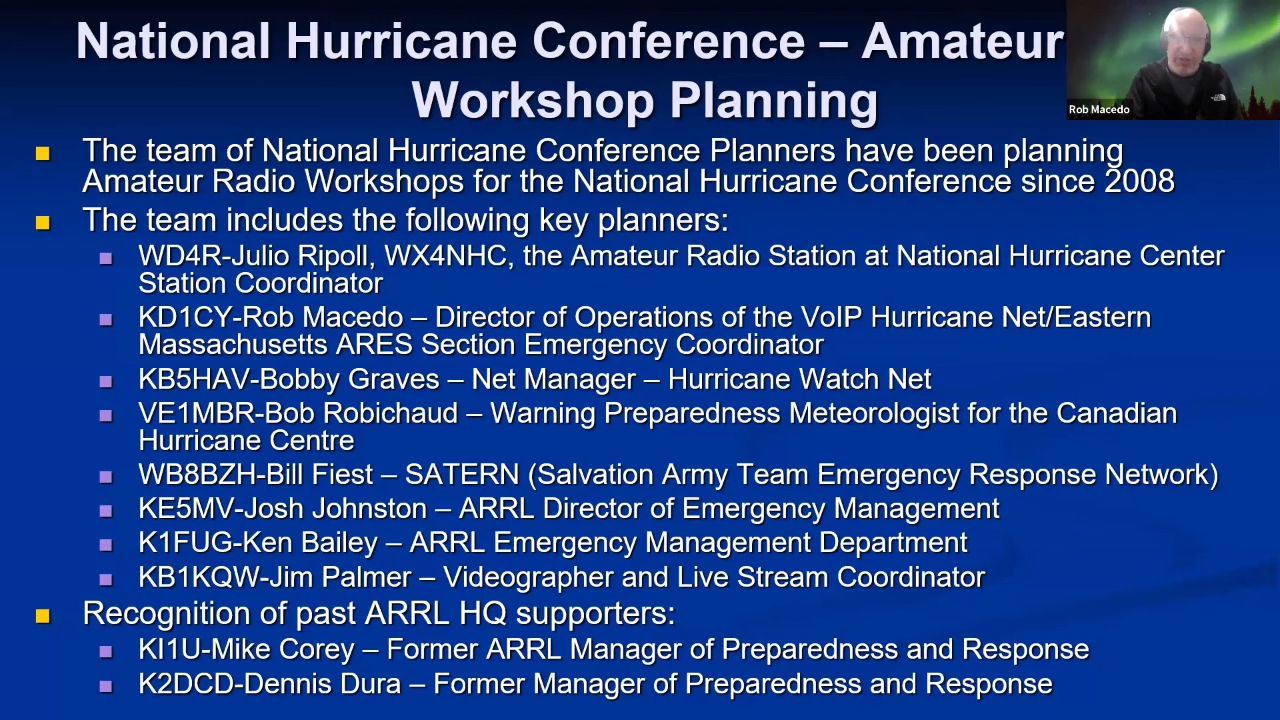 National Hurricane Conference – Amateur
Workshop Planning
Rob Macedo
The team of National Hurricane Conference Planners have been planning
Amateur Radio Workshops for the National Hurricane Conference since 2008
The team includes the following key planners:
WD4R-Julio Ripoll, WX4NHC, the Amateur Radio Station at National Hurricane Center
Station Coordinator
KD1CY-Rob Macedo – Director of Operations of the VoIP Hurricane Net/Eastern
Massachusetts ARES Section Emergency Coordinator
KB5HAV-Bobby Graves – Net Manager – Hurricane Watch Net
VE1MBR-Bob Robichaud – Warning Preparedness Meteorologist for the Canadian
Hurricane Centre
WB8BZH-Bill Fiest – SATERN (Salvation Army Team Emergency Response Network)
KE5MV-Josh Johnston – ARRL Director of Emergency Management
K1FUG-Ken Bailey – ARRL Emergency Management Department
KB1KQW-Jim Palmer – Videographer and Live Stream Coordinator
Recognition of past ARRL HQ supporters:
KI1U-Mike Corey – Former ARRL Manager of Preparedness and Response
K2DCD-Dennis Dura – Former Manager of Preparedness and Response